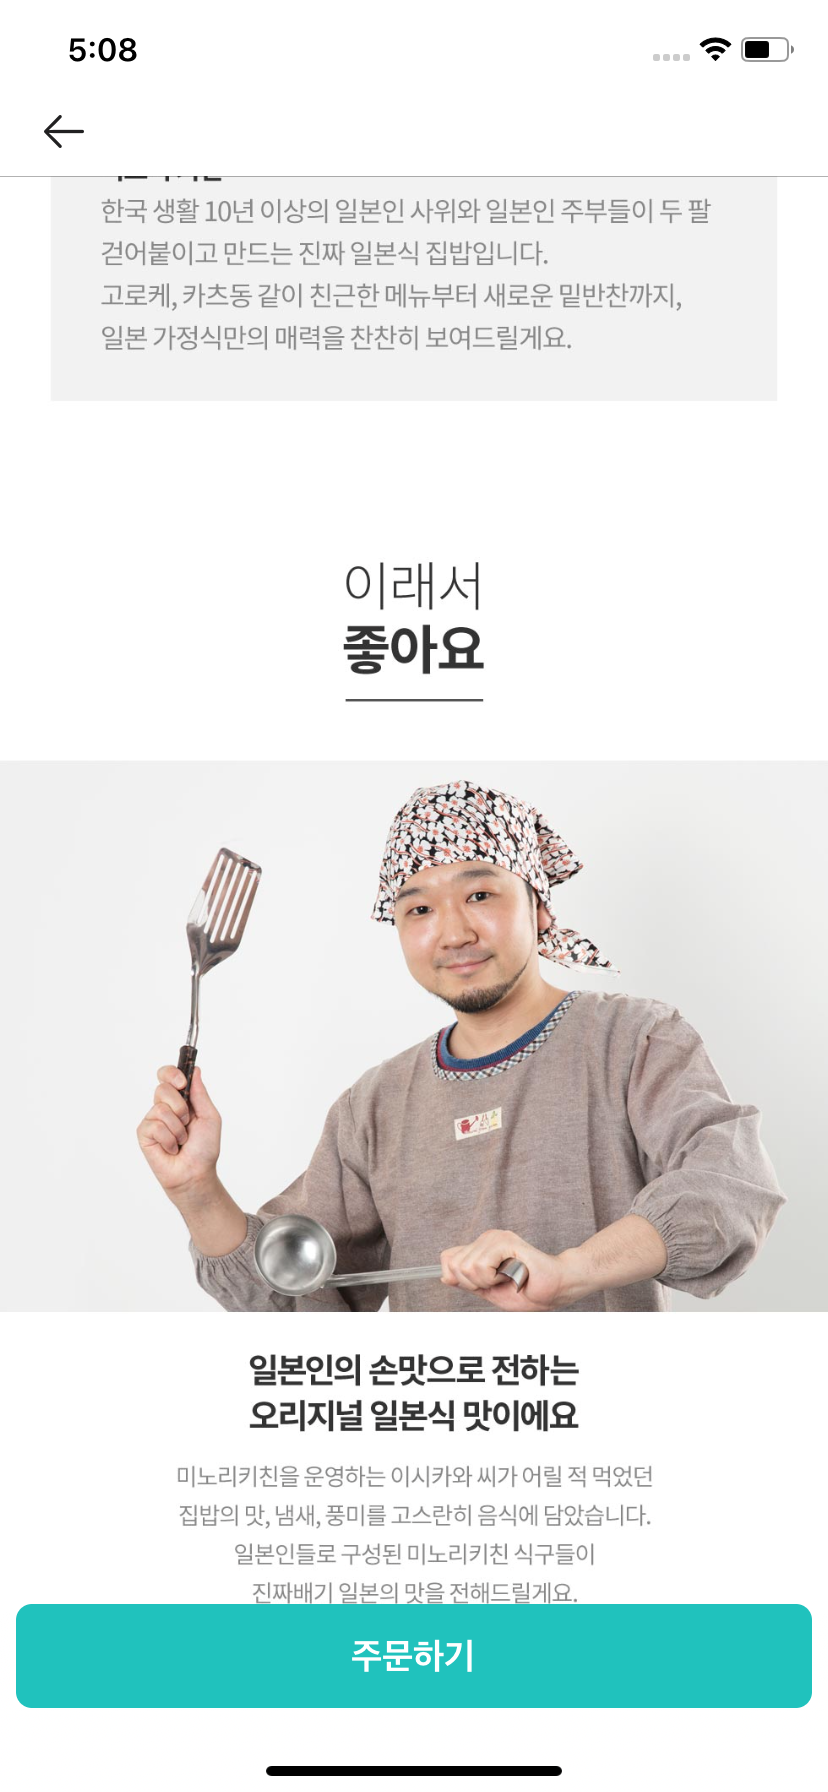 5:08
한국 생활 10년 이상의 일본인 사위와 일본인 주부들이 두 팔
걷어붙이고 만드는 진짜 일본식 집밥입니다.
고로케, 카츠동 같이 친근한 메뉴부터 새로운 밑반찬까지,
일본 가정식만의 매력을 찬찬히 보여드릴게요.
이래서
좋아요
일본인의 손맛으로 전하는
오리지널 일본식 맛이에요
미노리키친을 운영하는 이시카와 씨가 어릴 적 먹었던
집밥의 맛, 냄새, 풍미를 고스란히 음식에 담았습니다.
일본인들로 구성된 미노리키친 식구들이
진짜배기 일본의 맛을 전해드릴게요.
주문하기